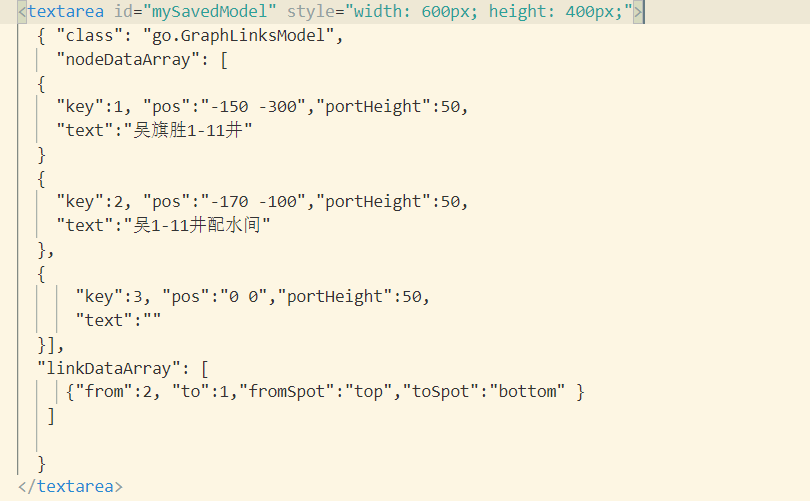 <textarea id="mySavedModel" style="width: 600px; height: 400px;">
{ "class": "go.GraphLinksModel",
"nodeDataArray": [
{
"key":1, "pos":"-150 -300","portHeight":50,
"text":"吴旗胜1-11井"
}
{
"key":2, "pos":"-170 -100","portHeight":50,
"text":"吴1-11井配水间"
},
{
"key":3, "pos":"0 0","portHeight":50,
"text":""
}],
"linkDataArray": [
{"from":2, "to":1,"fromSpot":"top","toSpot":"bottom" }
]
}
</textarea>